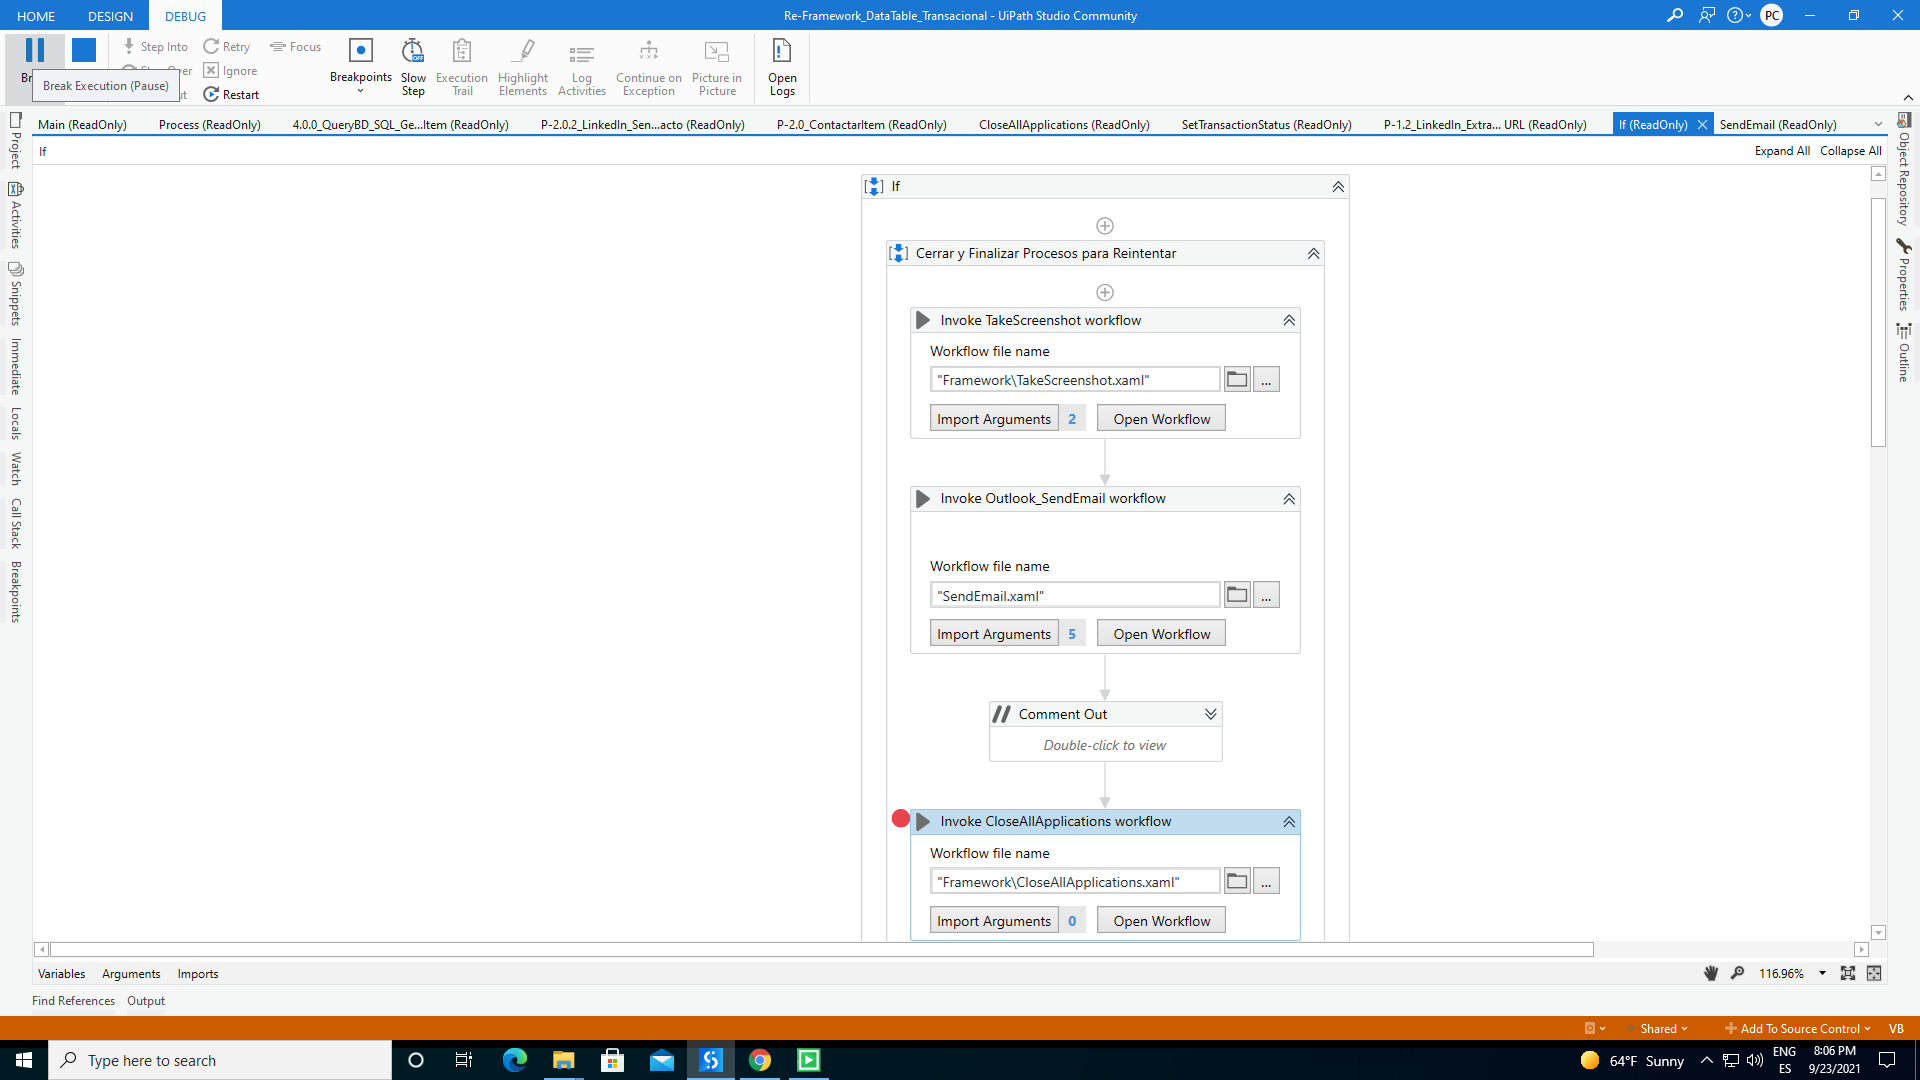 HOME DESIGN DEBUG Re-Framework_DataTable_Transacional - UiPath Studio Community PC
Step Into Retry Focus
Ignore
Restart
Break Execution (Pause)
Breakpoints Slow Step Execution Trail Highlight Elements Log Activities Continue on Exception Picture in Picture Open Logs
Main (ReadOnly) Process (ReadOnly) 4.0.0_QueryBD_SQL_Ge...Item (ReadOnly) P-2.0.2_LinkedIn_Sen...acto (ReadOnly) P-2.0_ContactarItem (ReadOnly) CloseAllApplications (ReadOnly) SetTransactionStatus (ReadOnly) P-1.2_LinkedIn_Extra... URL (ReadOnly) If (ReadOnly) SendEmail (ReadOnly)
If Expand All Collapse All
Project
Activities
Snippets
Immediate
Locals
Watch
Call Stack
Breakpoints
If
Cerrar y Finalizar Procesos para Reintentar
Invoke TakeScreenshot workflow
Workflow file name
"Framework\TakeScreenshot.xaml" ...
Import Arguments 2 Open Workflow
Invoke Outlook_SendEmail workflow
Workflow file name
"SendEmail.xaml" ...
Import Arguments 5 Open Workflow
// Comment Out
Double-click to view
Invoke CloseAllApplications workflow
Workflow file name
"Framework\CloseAllApplications.xaml" ...
Import Arguments 0 Open Workflow
Object Repository
Properties
Outline
Variables Arguments Imports 116.96%
Find References Output
Shared Add To Source Control VB
Type here to search 64°F Sunny ENG ES 8:06 PM 9/23/2021